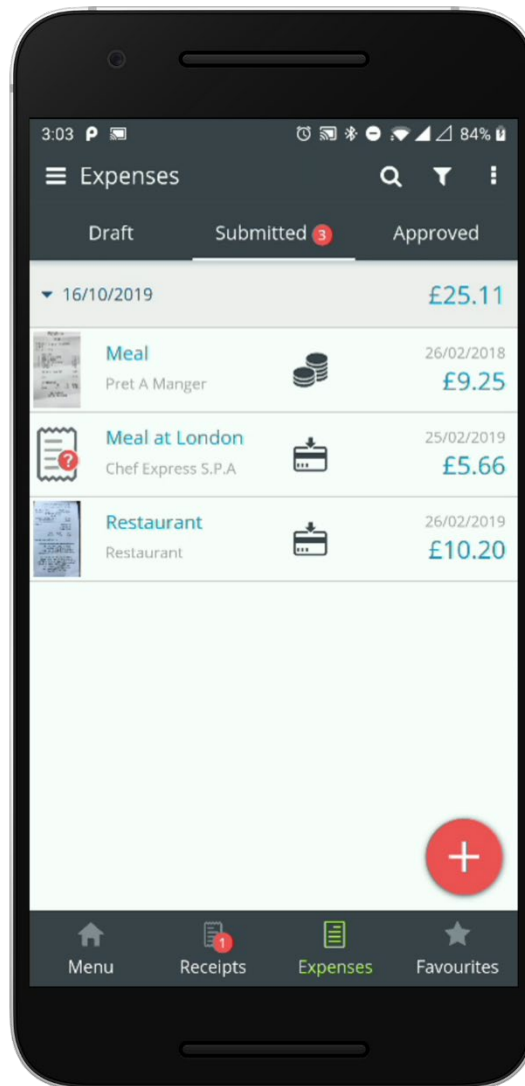 3:03
84%
Expenses
Draft
Submitted 3
Approved
16/10/2019
£25.11
Meal
26/02/2018
Pret A Manger
£9.25
Meal at London
25/02/2019
?
Chef Express S.P.A
£5.66
Restaurant
26/02/2019
Restaurant
£10.20
+
1
Menu
Receipts
Expenses
Favourites